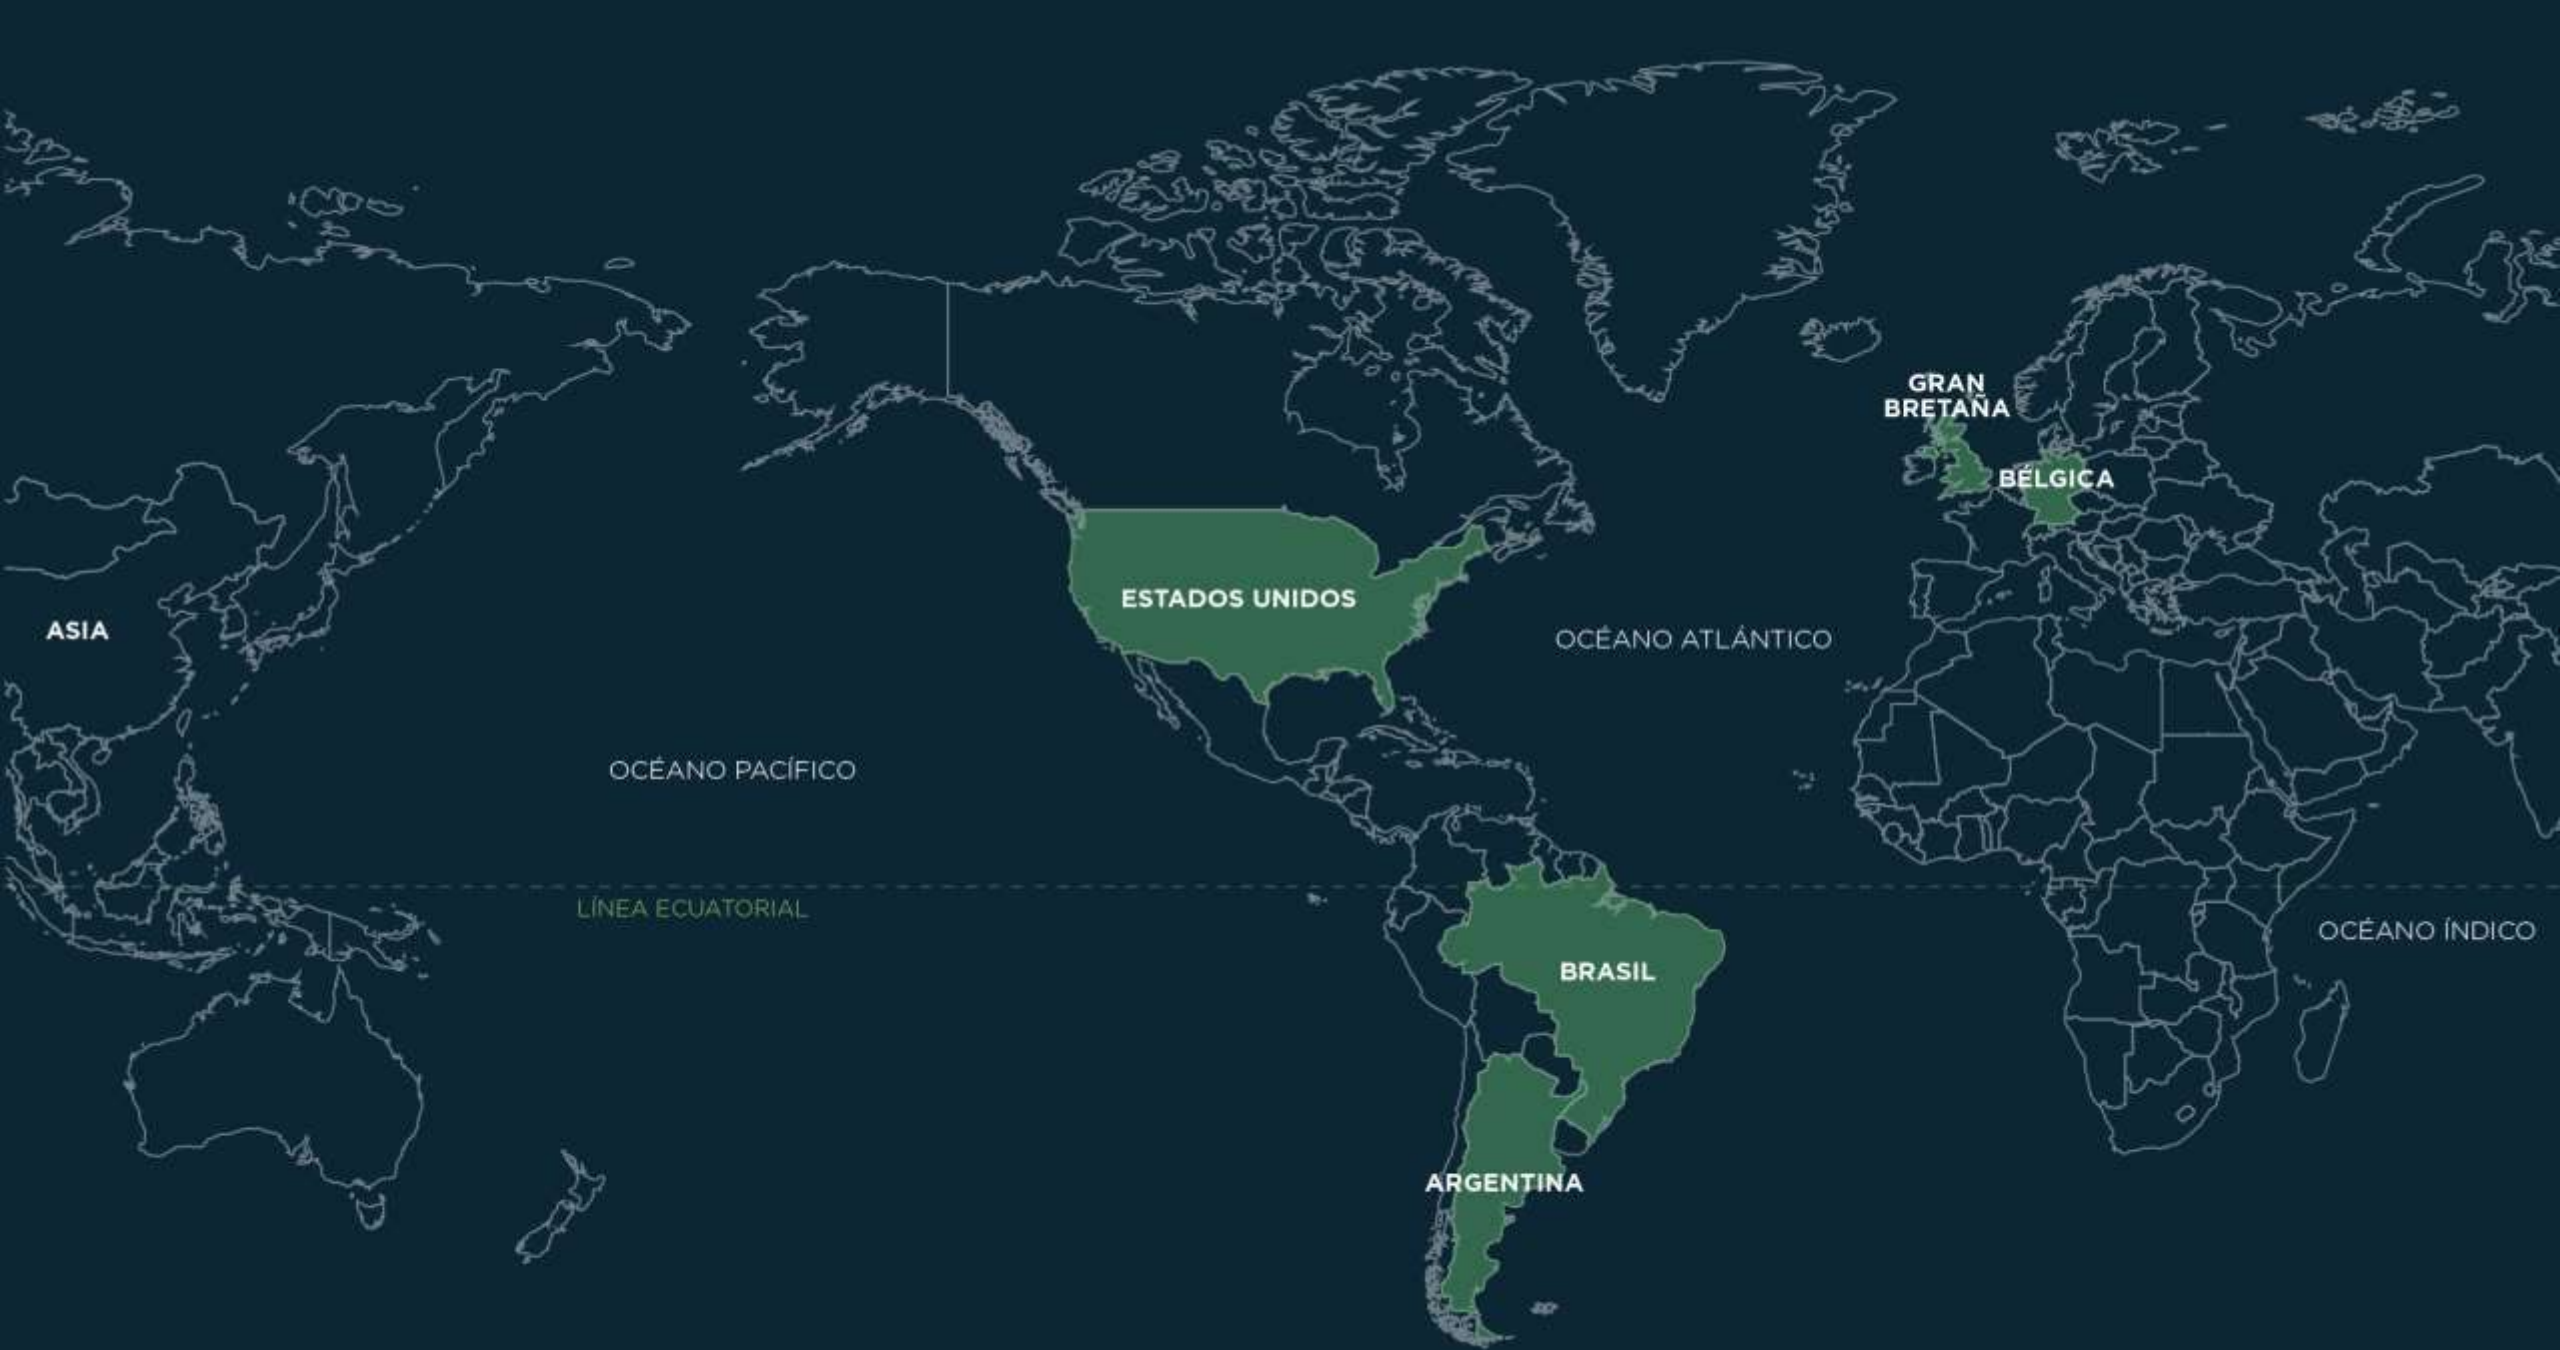 GRAN
BRETAÑA
BÉLGICA
ESTADOS UNIDOS
ASIA
OCÉANO ATLÁNTICO
OCÉANO PACÍFICO
LÍNEA ECUATORIAL
OCÉANO ÍNDICO
BRASIL
ARGENTINA